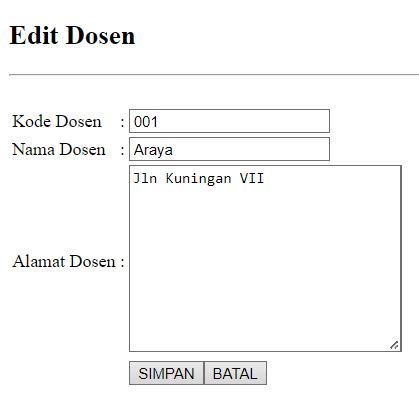 Edit Dosen
Kode Dosen : 001
Nama Dosen : Araya
Jln Kuningan VII
Alamat Dosen :
SIMPAN BATAL